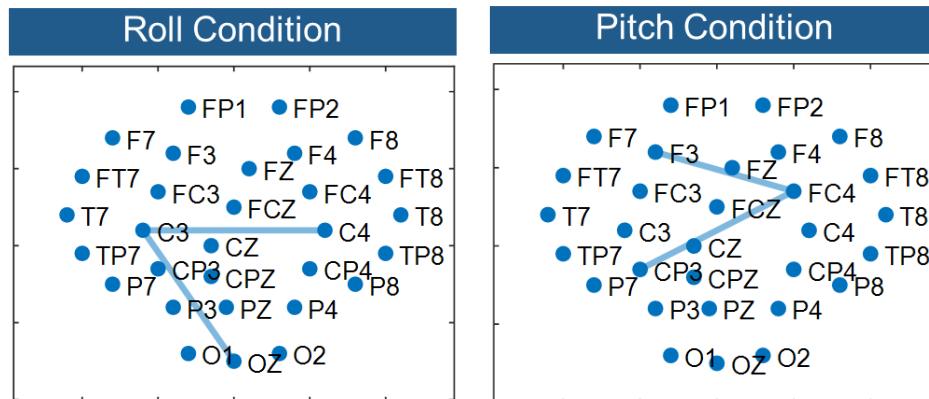 Roll Condition
FP1 FP2
F7 F8
F3 F4
FZ
FT7 FT8
FC3 FC4
FCZ
T7 T8
C3 C4
CZ
TP7 TP8
CP3 CP4
CPZ
P7 P8
P3 PZ P4
O1 O2
OZ
Pitch Condition
FP1 FP2
F7 F8
F3 F4
FZ
FT7 FT8
FC3 FC4
FCZ
T7 T8
C3 C4
CZ
TP7 TP8
CP3 CP4
CPZ
P7 P8
P3 PZ P4
O1 O2
OZ